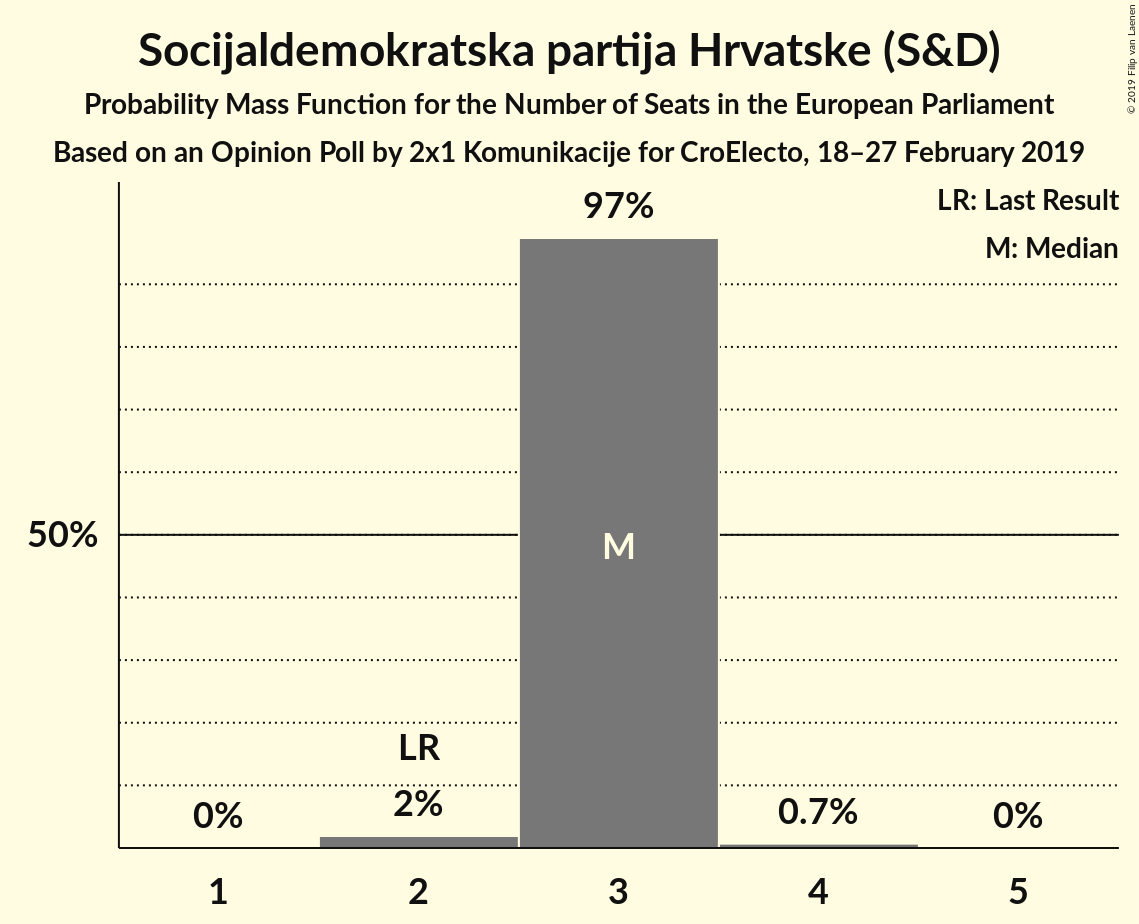 Socijaldemokratska partija Hrvatske (S&D)
Probability Mass Function for the Number of Seats in the European Parliament
Based on an Opinion Poll by 2x1 Komunikacije for CroElecto, 18–27 February 2019
© 2019 Filip van Laenen
LR: Last Result
M: Median
97%
50%
M
LR
0%
2%
0.7%
0%
1
2
3
4
5